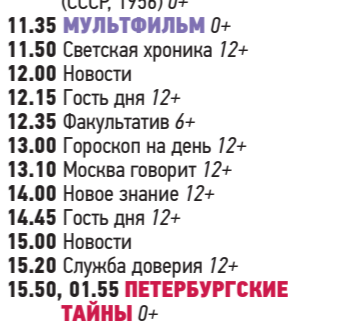 (СССР, 1956) 0+
11.35 МУЛЬТФИЛЬМ 0+
11.50 Светская хроника 12+
12.00 Новости
12.15 Гость дня 12+
12.35 Факультатив 6+
13.00 Гороскоп на день 12+
13.10 Москва говорит 12+
14.00 Новое знание 12+
14.45 Гость дня 12+
15.00 Новости
15.20 Служба доверия 12+
15.50, 01.55 ПЕТЕРБУРГСКИЕ
ТАЙНЫ 0+